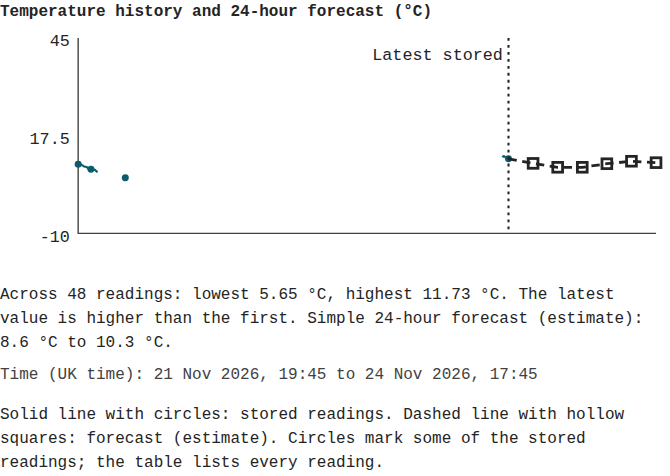 Temperature history and 24-hour forecast (°C)
45
Latest stored
17.5
-10
Across 48 readings: lowest 5.65 °C, highest 11.73 °C. The latest
value is higher than the first. Simple 24-hour forecast (estimate):
8.6 °C to 10.3 °C.
Time (UK time): 21 Nov 2026, 19:45 to 24 Nov 2026, 17:45
Solid line with circles: stored readings. Dashed line with hollow
squares: forecast (estimate). Circles mark some of the stored
readings; the table lists every reading.